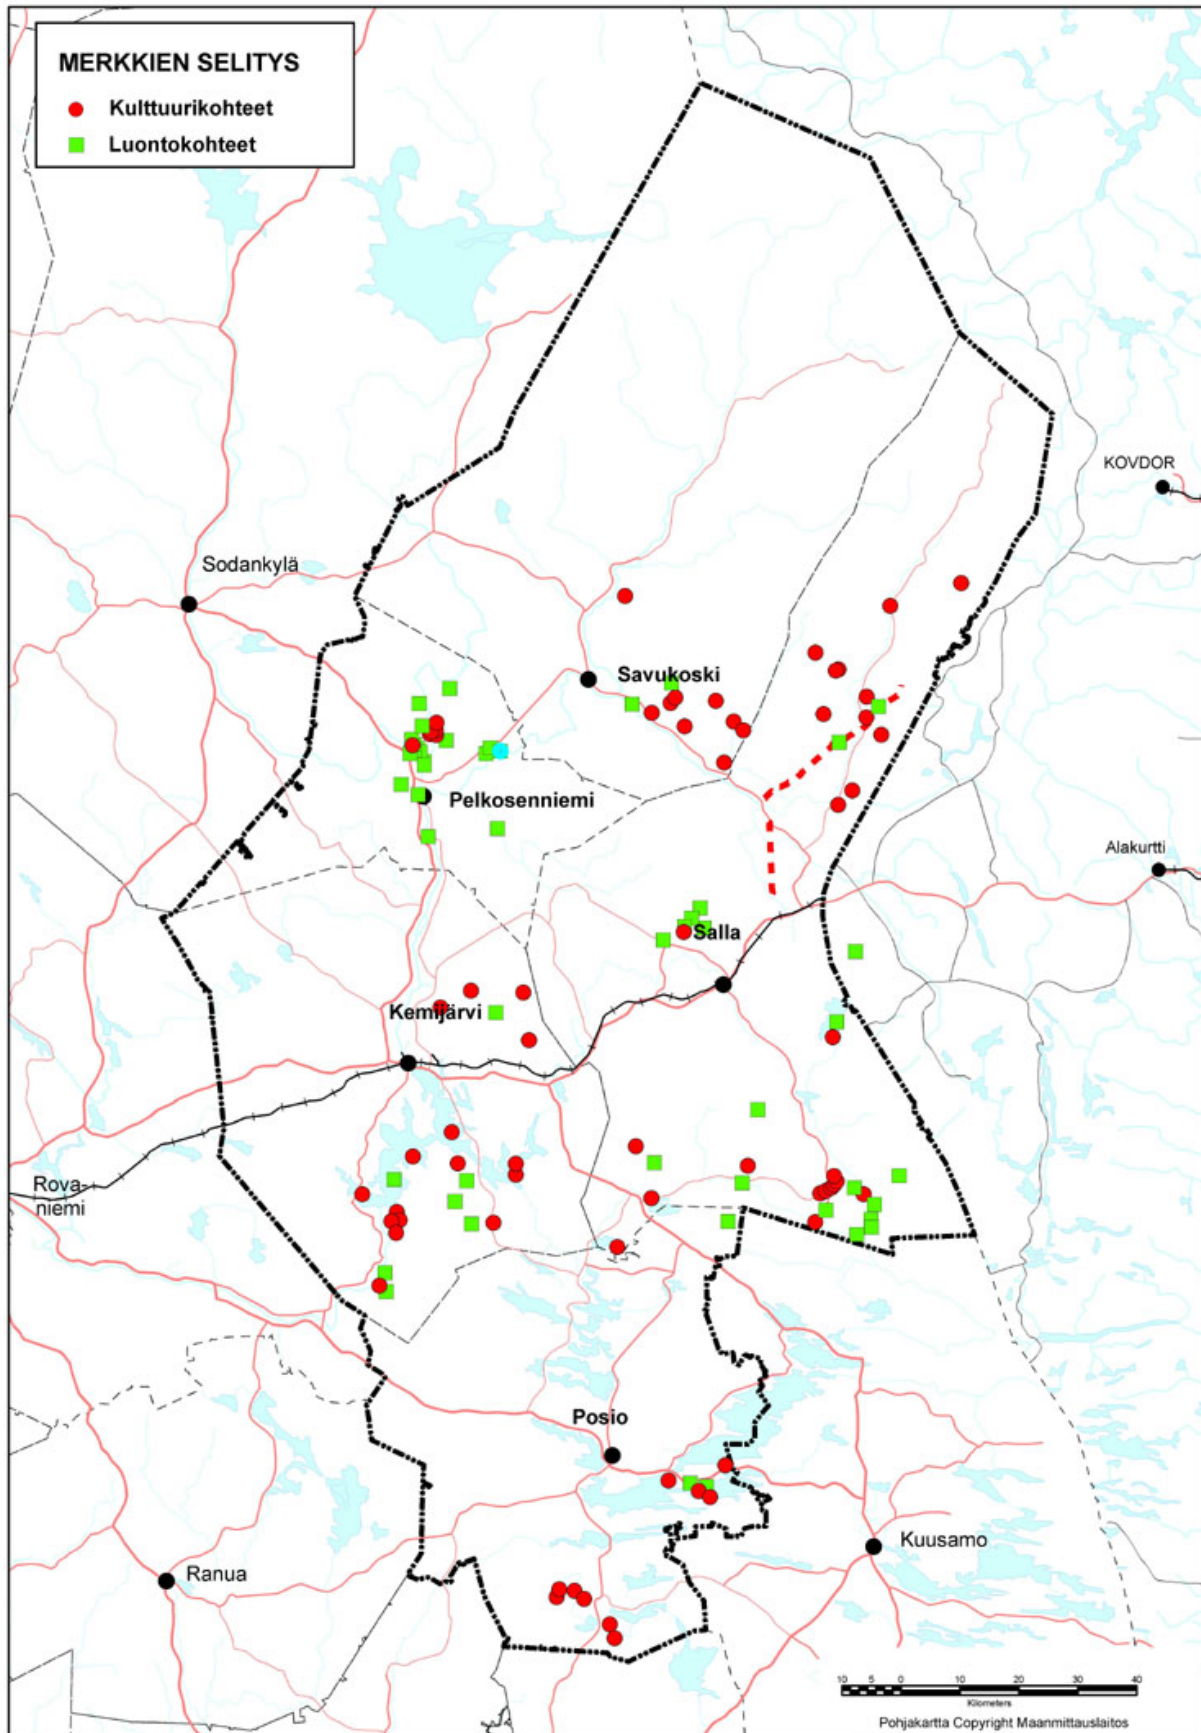 MERKKIEN SELITYS
Kulttuurikohteet
Luontokohteet
KOVDOR
Sodankylä
Savukoski
Pelkosenniemi
Alakurtti
Salla
Kemijärvi
Rova-
niemi
Posio
Kuusamo
Ranua
10 5 0 10 20 30 40
Kilometers
Pohjakartta Copyright Maanmittauslaitos